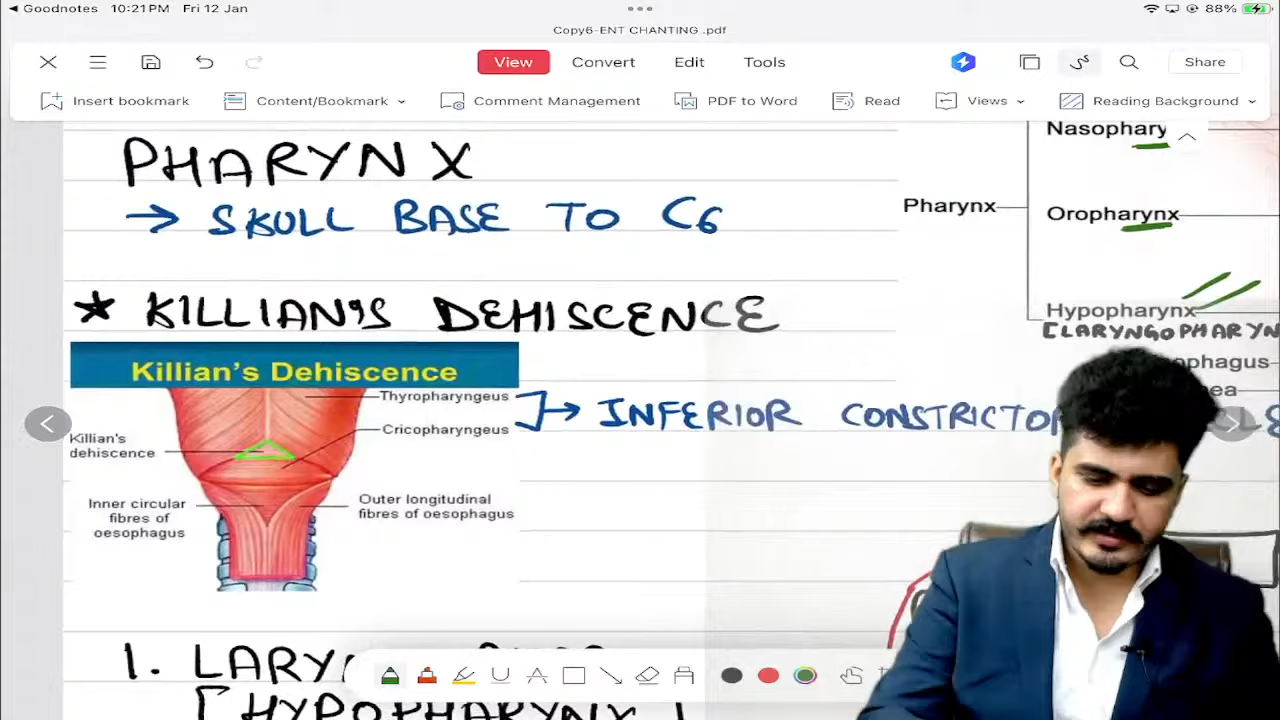 Goodnotes 10:21 PM Fri 12 Jan 88%
Copy6-ENT CHANTING .pdf
View Convert Edit Tools Share
Insert bookmark Content/Bookmark Comment Management PDF to Word Read Views Reading Background
PHARYNX
→ SKULL BASE TO C6
★ KILLIAN'S DEHISCENCE
Killian's Dehiscence
Thyropharyngeus
Cricopharyngeus
Killian's
dehiscence
Inner circular
fibres of
oesophagus
Outer longitudinal
fibres of oesophagus
→ INFERIOR CONSTRICTOR
Pharynx
Nasophary
Oropharynx
Hypopharynx
[LARYNGOPHARYN
ophagus
1. LARY
[HYPOPHARYNX]